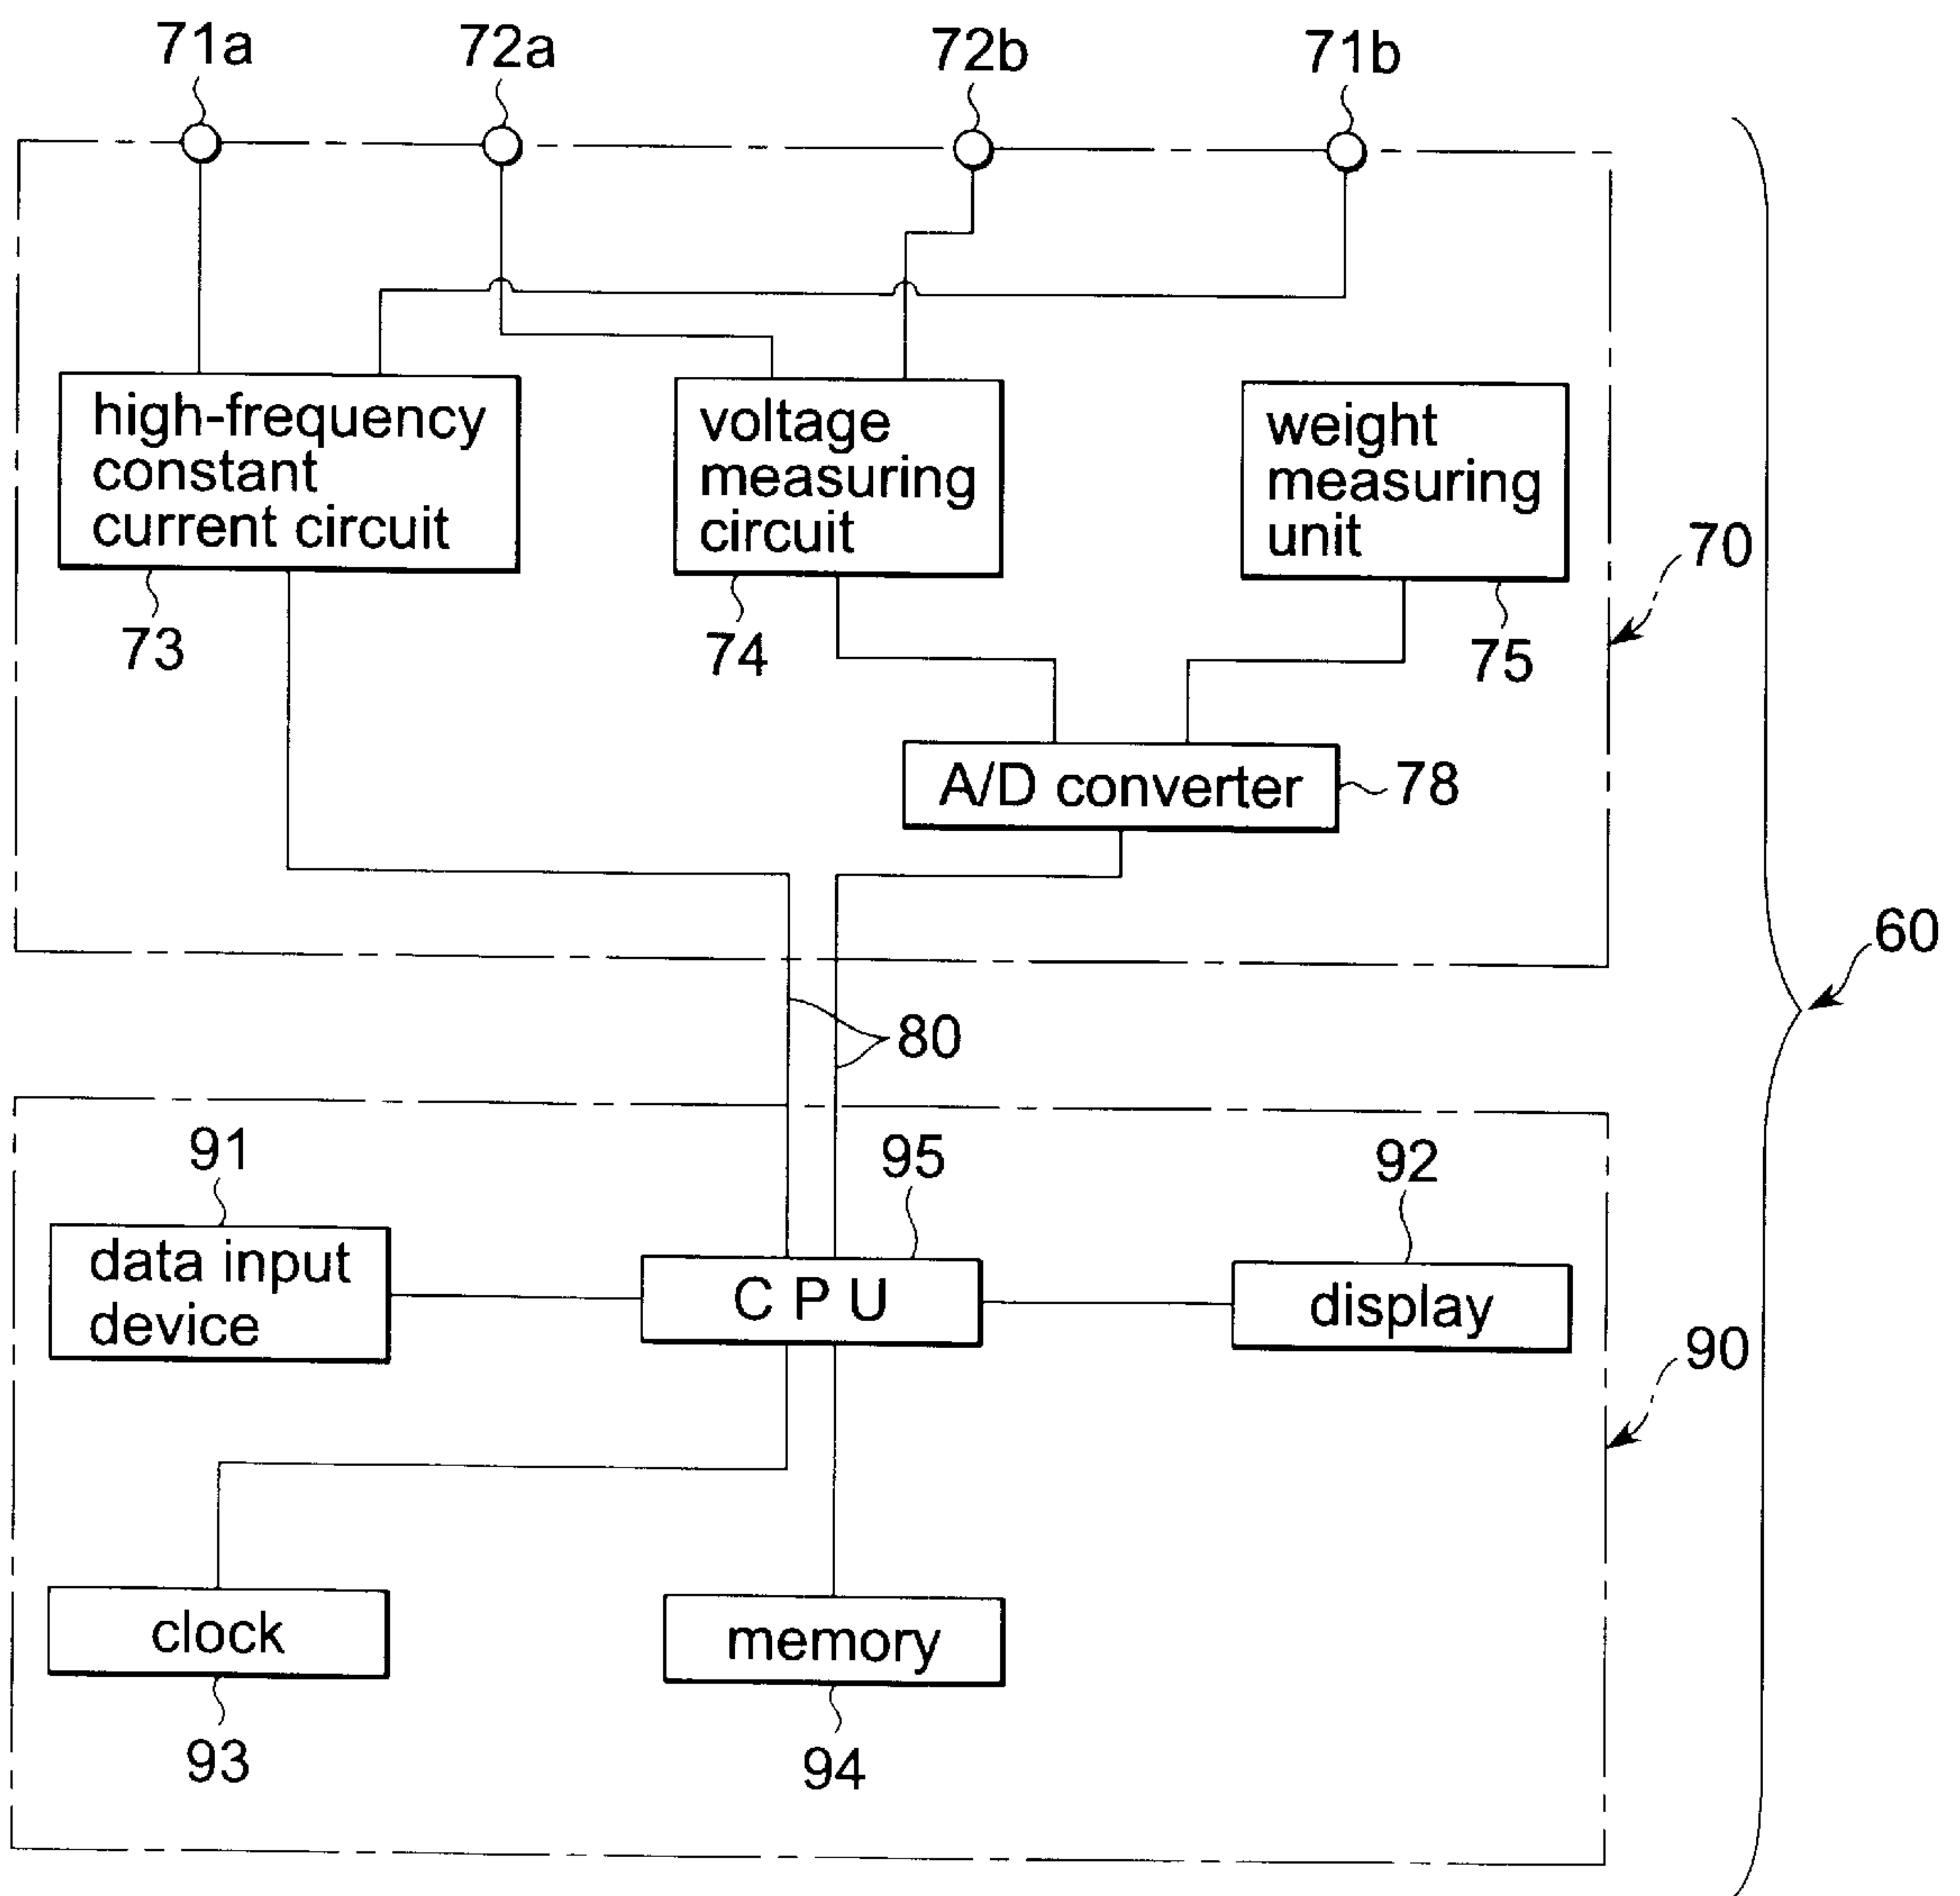 71a
72a
72b
71b
high-frequency
constant
current circuit
voltage
measuring
circuit
weight
measuring
unit
70
73
74
75
A/D converter
78
60
80
91
95
92
data input
device
C P U
display
90
clock
memory
93
94